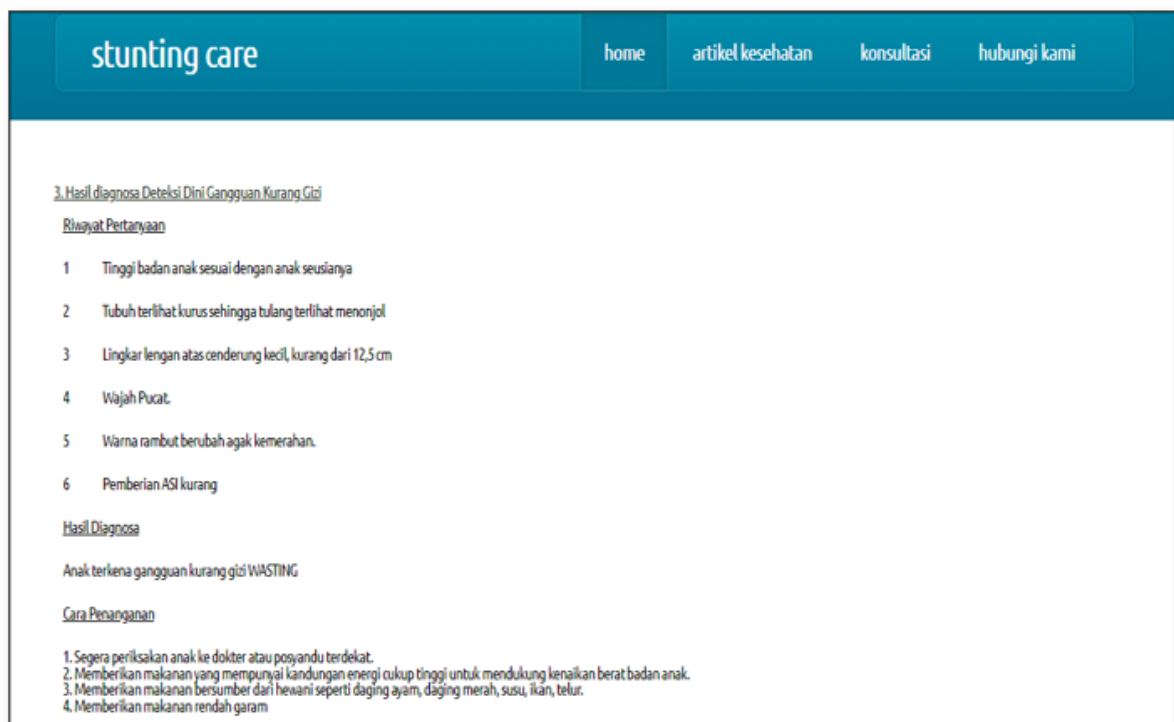 stunting care
home artikel kesehatan konsultasi hubungi kami
3. Hasil diagnosa Deteksi Dini Gangguan Kurang Gizi
Riwayat Pertanyaan
1 Tinggi badan anak sesuai dengan anak seusianya
2 Tubuh terlihat kurus sehingga tulang terlihat menonjol
3 Lingkar lengan atas cenderung kecil, kurang dari 12,5 cm
4 Wajah Pucat.
5 Warna rambut berubah agak kemerahan.
6 Pemberian ASI kurang
Hasil Diagnosa
Anak terkena gangguan kurang gizi WASTING
Cara Penanganan
1. Segera periksakan anak ke dokter atau posyandu terdekat.
2. Memberikan makanan yang mempunyai kandungan energi cukup tinggi untuk mendukung kenaikan berat badan anak.
3. Memberikan makanan bersumber dari hewani seperti daging ayam, daging merah, susu, ikan, telur.
4. Memberikan makanan rendah garam